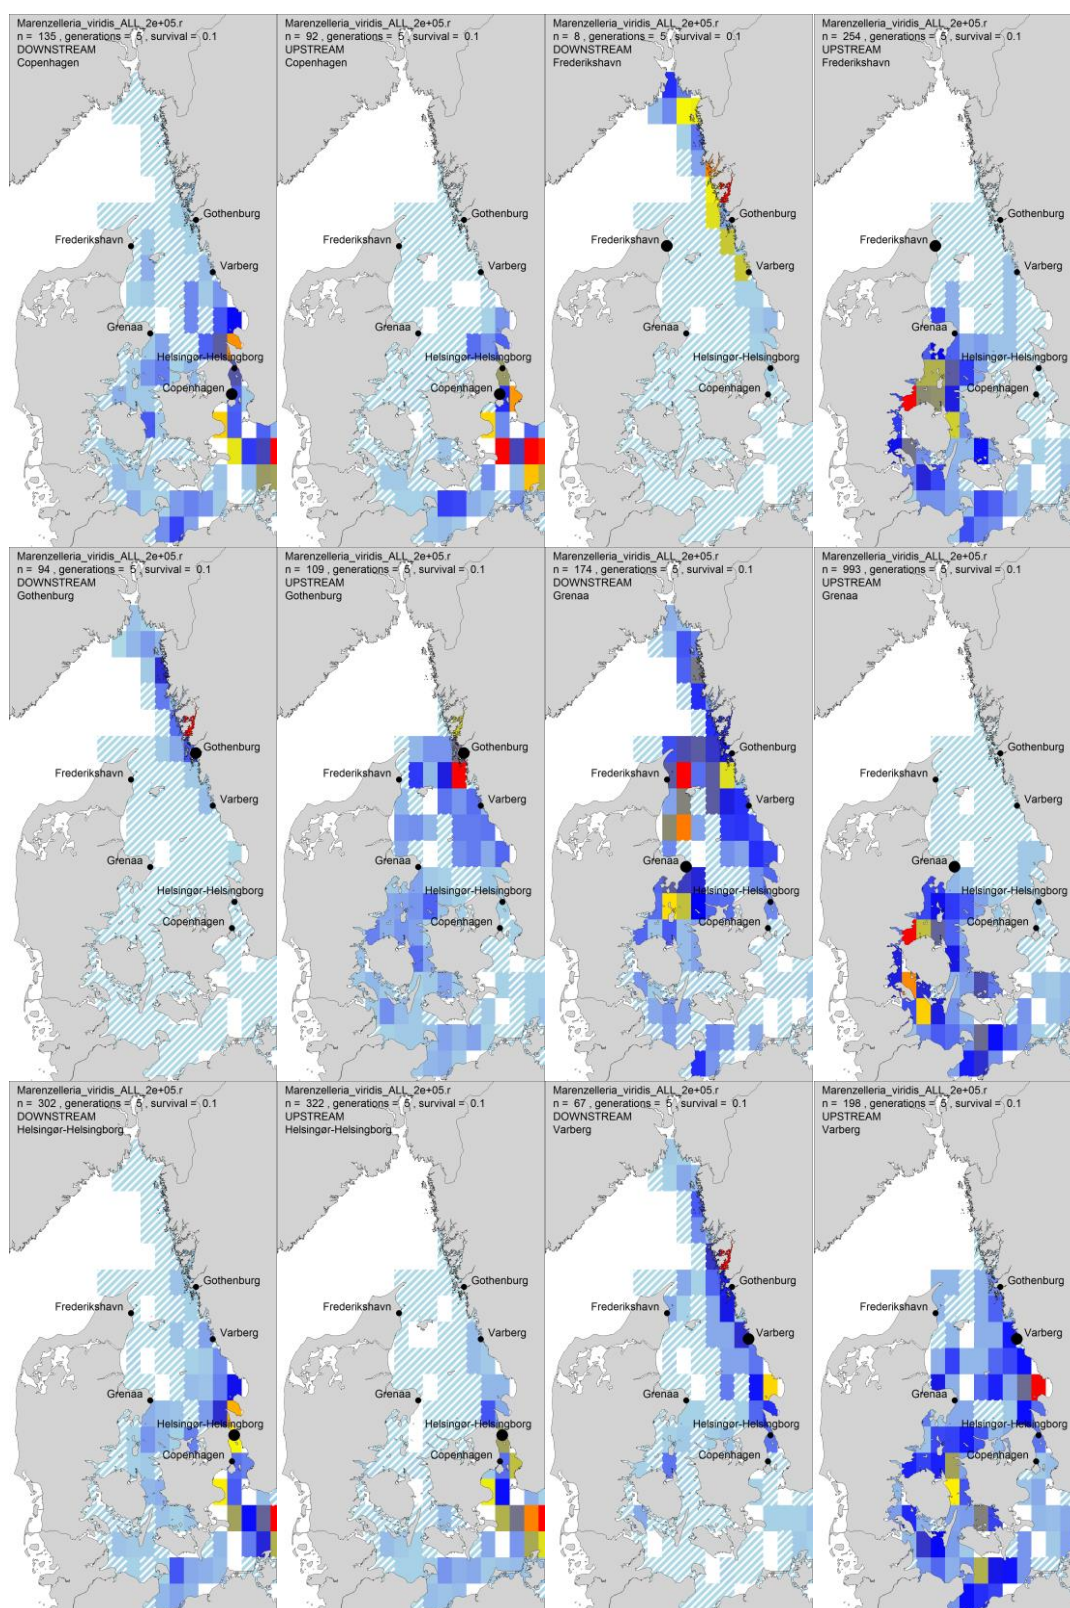 Marenzelleria_viridis_ALL_2e+05.r
n = 135 , generations = 5 , survival = 0.1
DOWNSTREAM
Copenhagen
Gothenburg
Frederikshavn
Varberg
Grenaa
Helsingør-Helsingborg
Copenhagen
Marenzelleria_viridis_ALL_2e+05.r
n = 92 , generations = 5 , survival = 0.1
UPSTREAM
Copenhagen
Gothenburg
Frederikshavn
Varberg
Grenaa
Helsingør-Helsingborg
Copenhagen
Marenzelleria_viridis_ALL_2e+05.r
n = 8 , generations = 5 , survival = 0.1
DOWNSTREAM
Frederikshavn
Gothenburg
Frederikshavn
Varberg
Grenaa
Helsingør-Helsingborg
Copenhagen
Marenzelleria_viridis_ALL_2e+05.r
n = 254 , generations = 5 , survival = 0.1
UPSTREAM
Frederikshavn
Gothenburg
Frederikshavn
Varberg
Grenaa
Helsingør-Helsingborg
Copenhagen
Marenzelleria_viridis_ALL_2e+05.r
n = 94 , generations = 5 , survival = 0.1
DOWNSTREAM
Gothenburg
Gothenburg
Frederikshavn
Varberg
Grenaa
Helsingør-Helsingborg
Copenhagen
Marenzelleria_viridis_ALL_2e+05.r
n = 109 , generations = 5 , survival = 0.1
UPSTREAM
Gothenburg
Gothenburg
Frederikshavn
Varberg
Grenaa
Helsingør-Helsingborg
Copenhagen
Marenzelleria_viridis_ALL_2e+05.r
n = 174 , generations = 5 , survival = 0.1
DOWNSTREAM
Grenaa
Gothenburg
Frederikshavn
Varberg
Grenaa
Helsingør-Helsingborg
Copenhagen
Marenzelleria_viridis_ALL_2e+05.r
n = 993 , generations = 5 , survival = 0.1
UPSTREAM
Grenaa
Gothenburg
Frederikshavn
Varberg
Grenaa
Helsingør-Helsingborg
Copenhagen
Marenzelleria_viridis_ALL_2e+05.r
n = 302 , generations = 5 , survival = 0.1
DOWNSTREAM
Helsingør-Helsingborg
Gothenburg
Frederikshavn
Varberg
Grenaa
Helsingør-Helsingborg
Copenhagen
Marenzelleria_viridis_ALL_2e+05.r
n = 322 , generations = 5 , survival = 0.1
UPSTREAM
Helsingør-Helsingborg
Gothenburg
Frederikshavn
Varberg
Grenaa
Helsingør-Helsingborg
Copenhagen
Marenzelleria_viridis_ALL_2e+05.r
n = 67 , generations = 5 , survival = 0.1
DOWNSTREAM
Varberg
Gothenburg
Frederikshavn
Varberg
Grenaa
Helsingør-Helsingborg
Copenhagen
Marenzelleria_viridis_ALL_2e+05.r
n = 198 , generations = 5 , survival = 0.1
UPSTREAM
Varberg
Gothenburg
Frederikshavn
Varberg
Grenaa
Helsingør-Helsingborg
Copenhagen